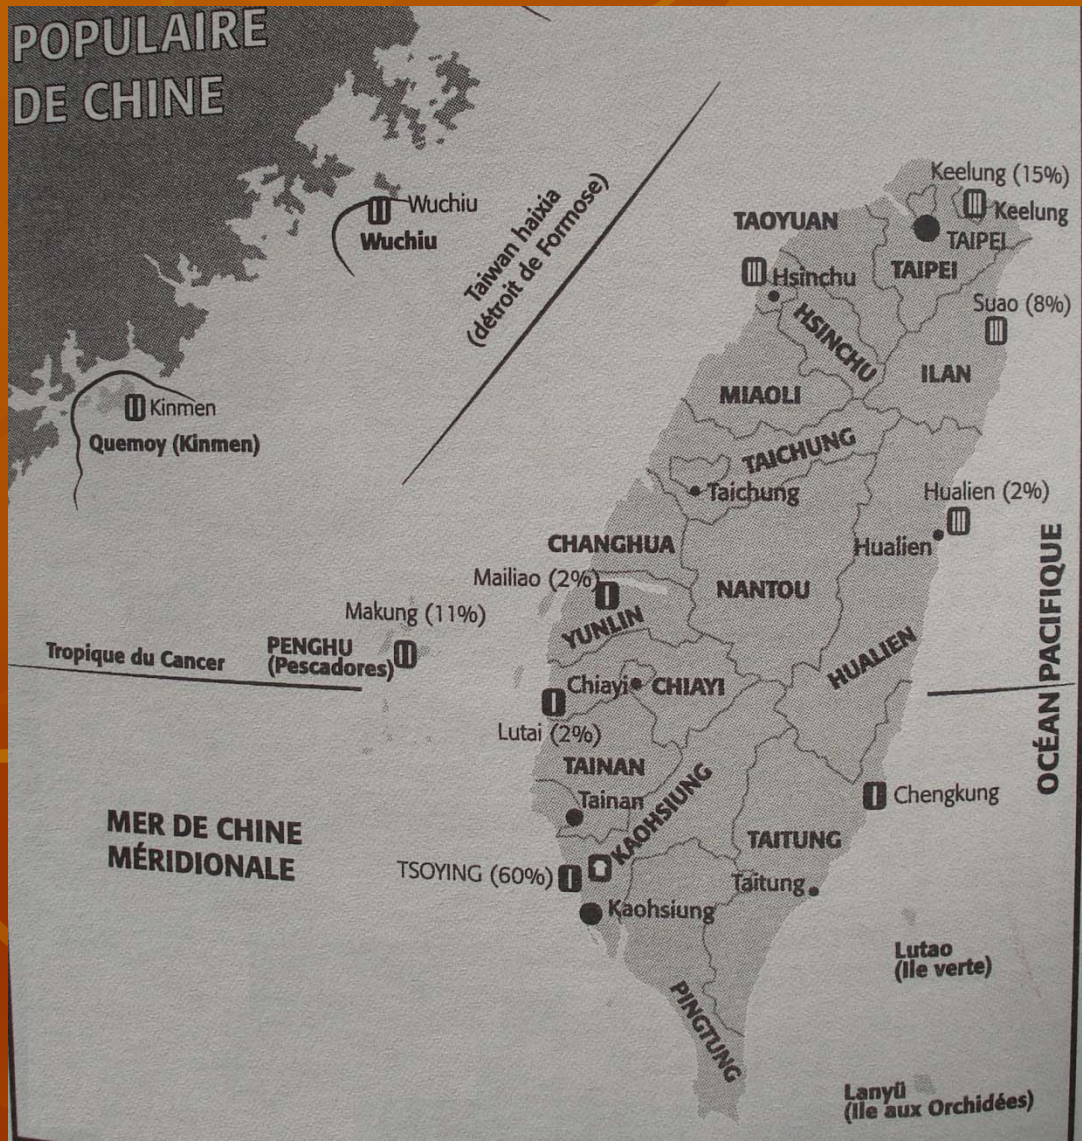 POPULAIRE
DE CHINE
Wuchiu
Wuchiu
Taiwan haixia
(détroit de Formose)
Keelung (15%)
Keelung
TAOYUAN
TAIPEI
TAIPEI
Hsinchu
Suao (8%)
HSINCHU
ILAN
MIAOLI
Kinmen
Quemoy (Kinmen)
TAICHUNG
Taichung
Hualien (2%)
Hualien
CHANGHUA
Mailiao (2%)
NANTOU
Makung (11%)
YUNLIN
Tropique du Cancer
PENGHU
(Pescadores)
HUALIEN
OCÉAN PACIFIQUE
Chiayi
CHIAYI
Lutai (2%)
TAINAN
Tainan
KAOHSIUNG
Chengkung
MER DE CHINE
MÉRIDIONALE
TAITUNG
TSOYING (60%)
Taitung
Kaohsiung
Lutao
(Ile verte)
PINGTUNG
Lanyü
(Ile aux Orchidées)